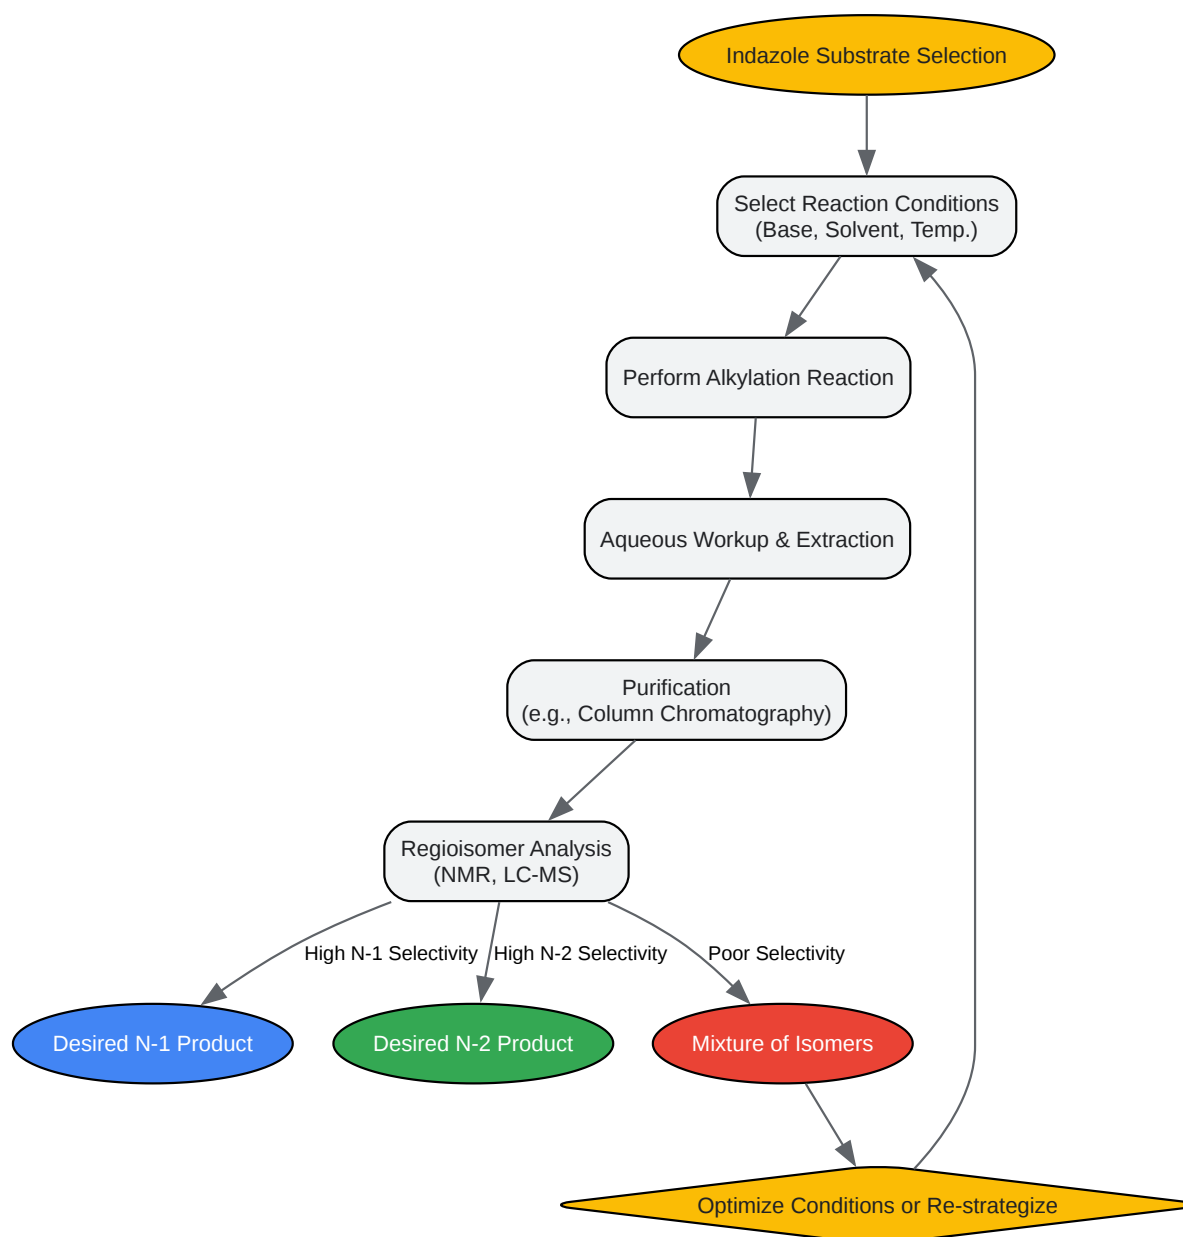 Indazole Substrate Selection
Select Reaction Conditions
(Base, Solvent, Temp.)
Perform Alkylation Reaction
Aqueous Workup & Extraction
Purification
(e.g., Column Chromatography)
Regioisomer Analysis
(NMR, LC-MS)
High N-1 Selectivity
High N-2 Selectivity
Poor Selectivity
Desired N-1 Product
Desired N-2 Product
Mixture of Isomers
Optimize Conditions or Re-strategize